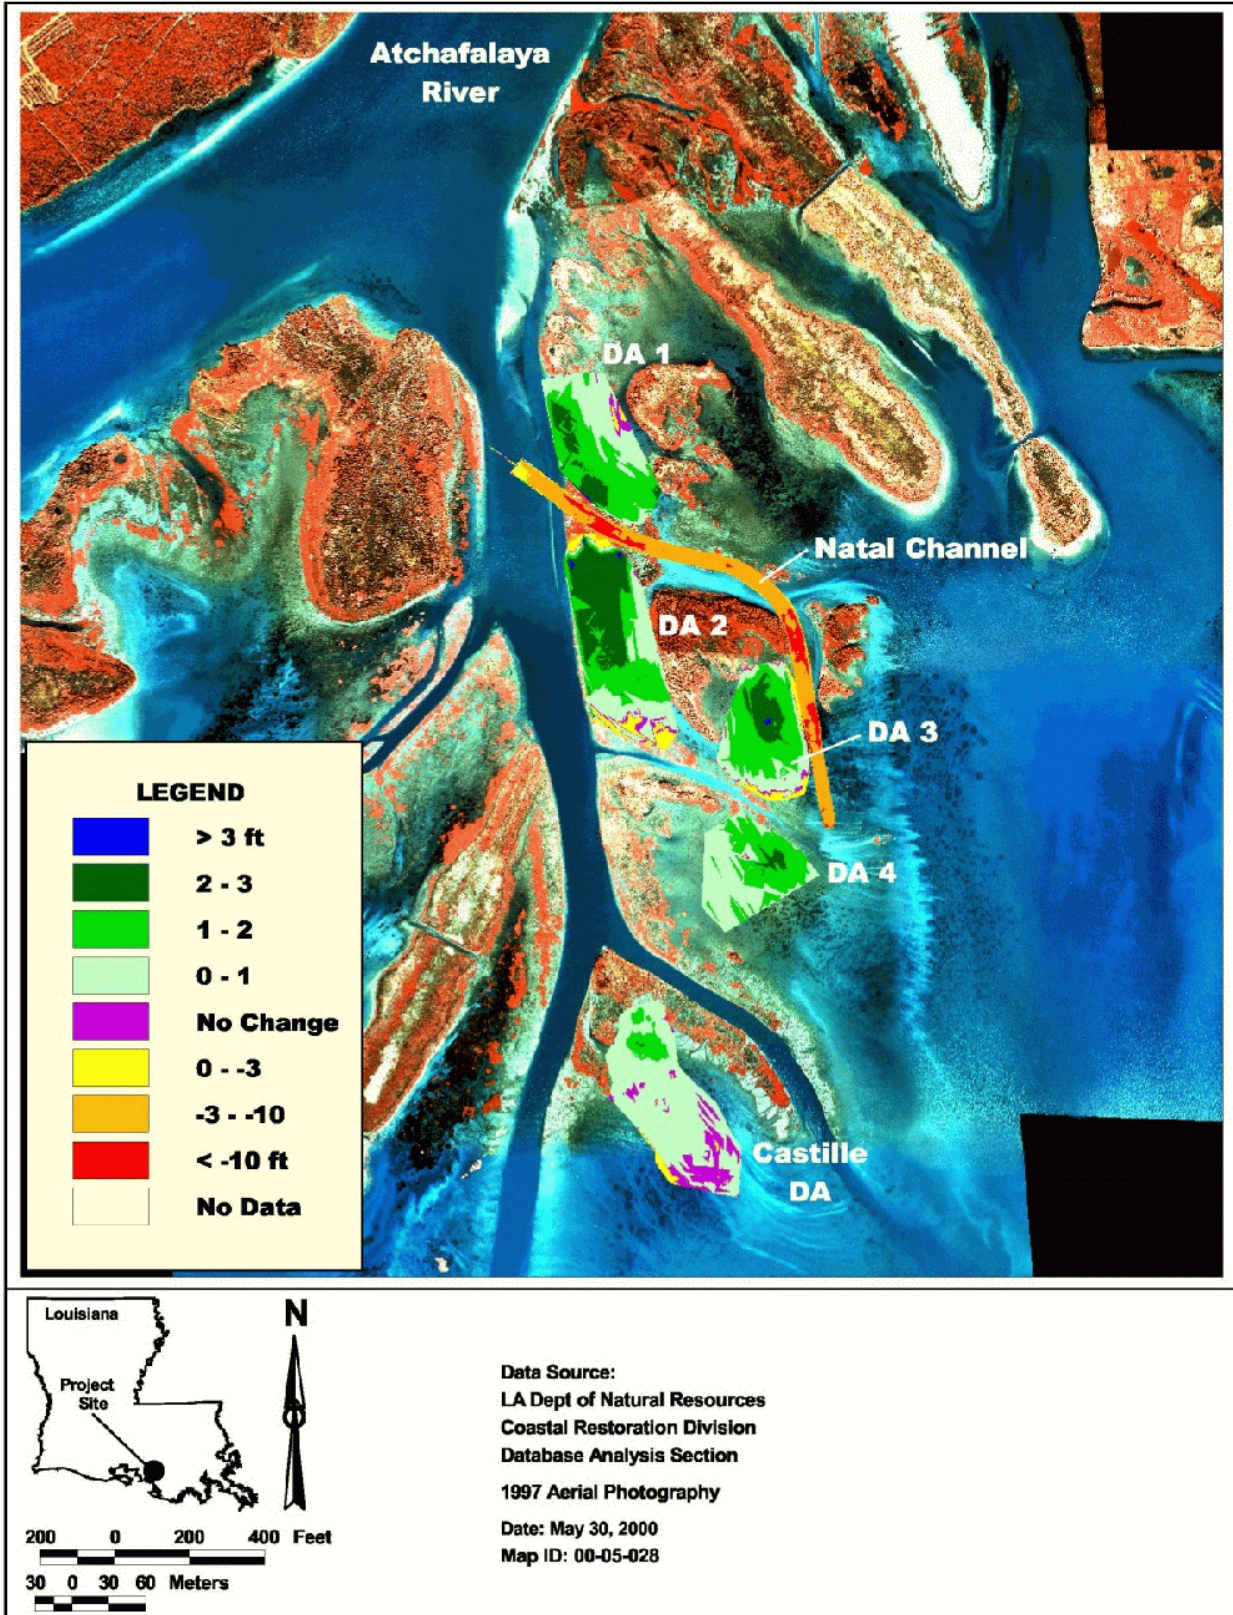 Atchafalaya
River
DA 1
Natal Channel
DA 2
DA 3
DA 4
Castille
DA
LEGEND
> 3 ft
2 - 3
1 - 2
0 - 1
No Change
0 - -3
-3 - -10
< -10 ft
No Data
Louisiana
Project
Site
N
200 0 200 400 Feet
30 0 30 60 Meters
Data Source:
LA Dept of Natural Resources
Coastal Restoration Division
Database Analysis Section
1997 Aerial Photography
Date: May 30, 2000
Map ID: 00-05-028